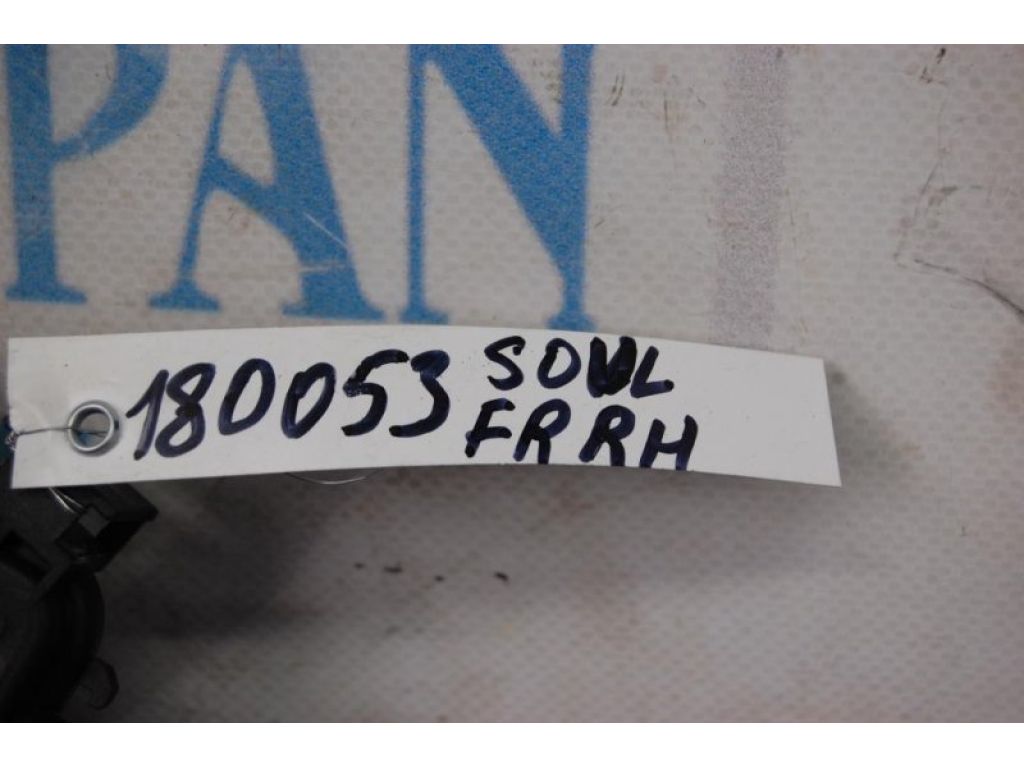 PAN
180053 SOUL
FR RH